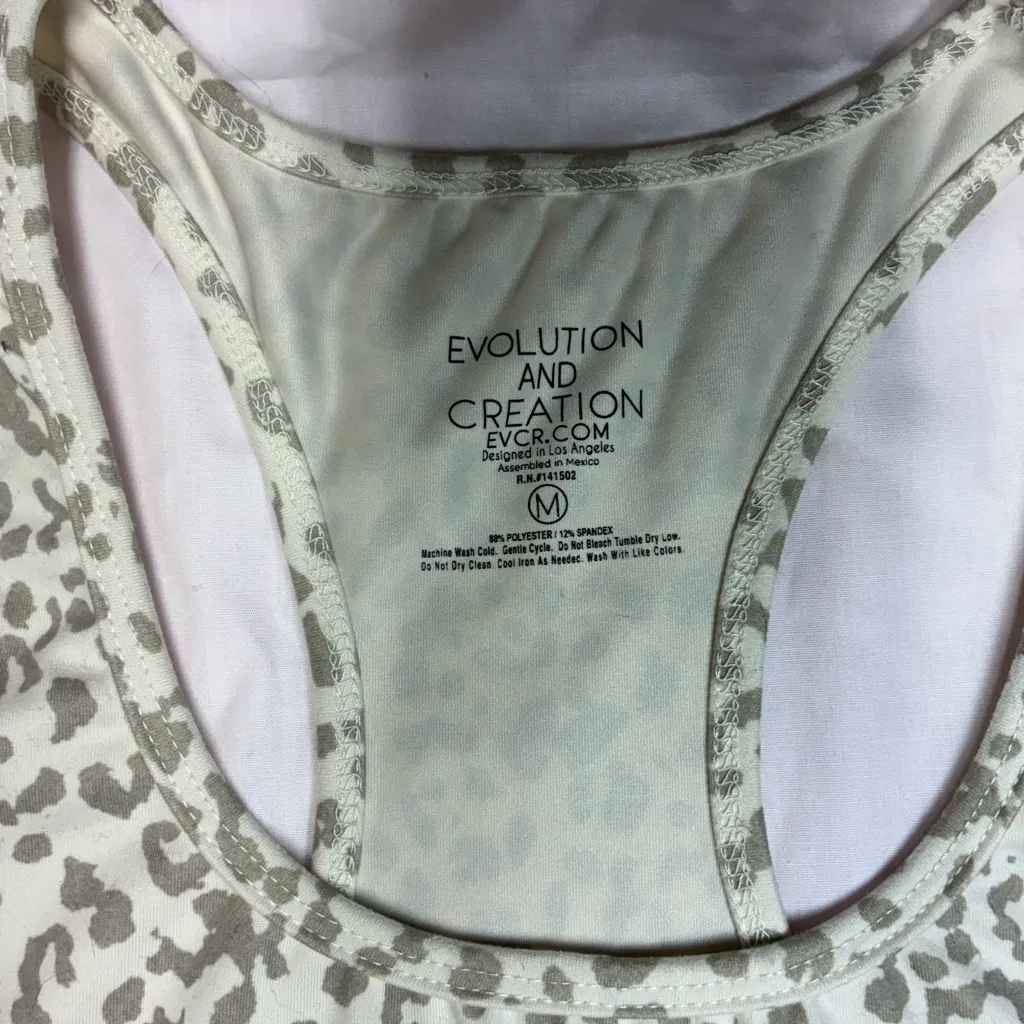 EVOLUTION
AND
CREATION
EVCR.COM
Designed in Los Angeles
Assembled in Mexico
R.N.#141502
M
88% POLYESTER / 12% SPANDEX
Machine Wash Cold. Gentle Cycle. Do Not Bleach Tumble Dry Low.
Do Not Dry Clean. Cool Iron As Needec. Wash With Like Colors.